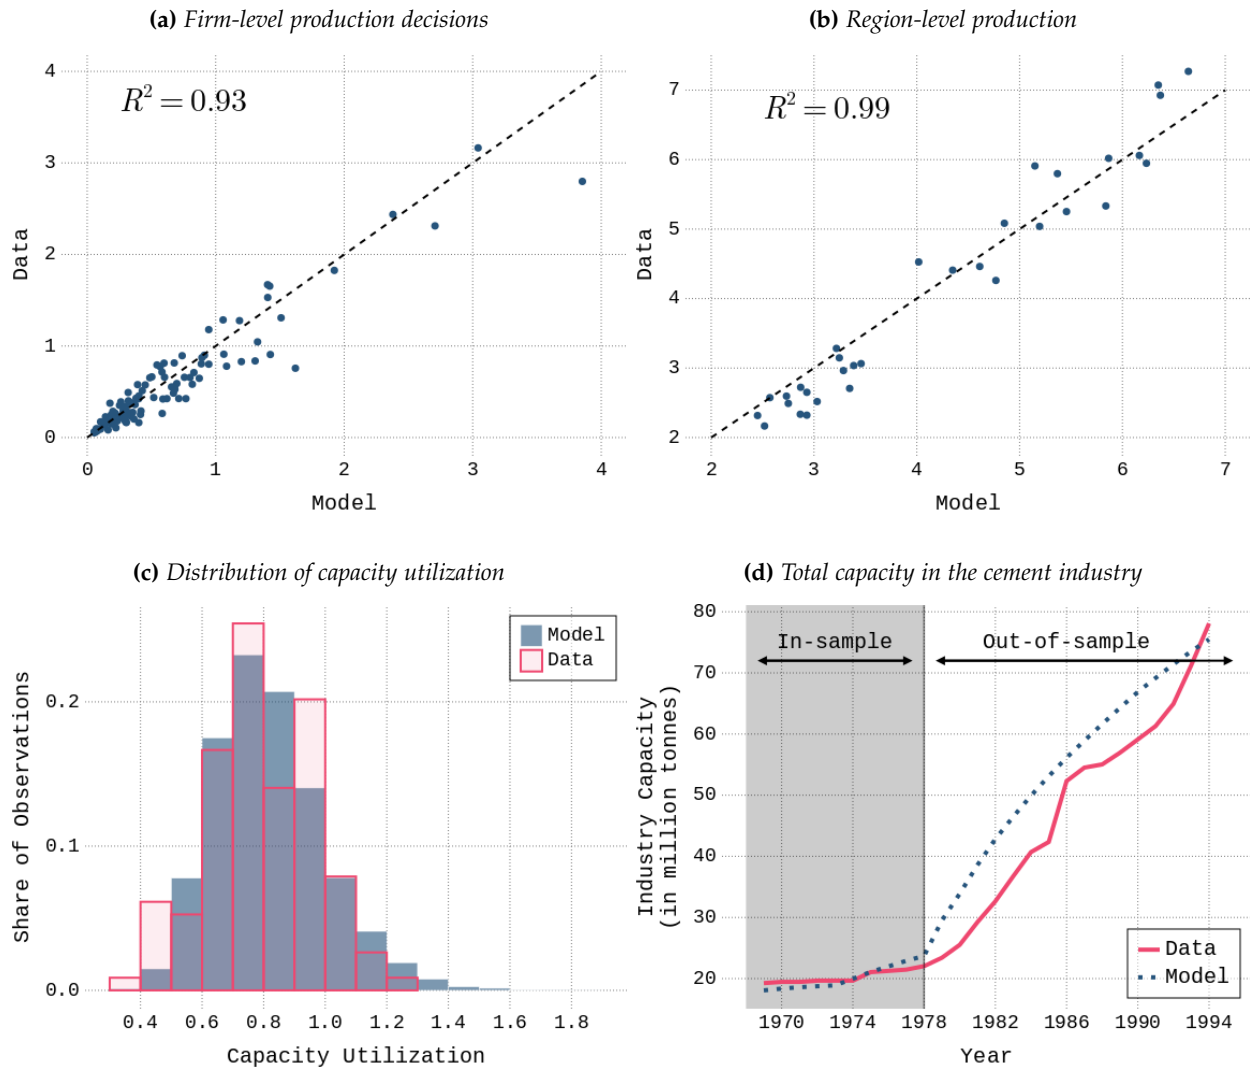 (a) Firm-level production decisions
R² = 0.93
Data
4
3
2
1
0
0 1 2 3 4
Model
(b) Region-level production
R² = 0.99
Data
7
6
5
4
3
2
2 3 4 5 6 7
Model
(c) Distribution of capacity utilization
Model
Data
Share of Observations
0.2
0.1
0.0
0.4 0.6 0.8 1.0 1.2 1.4 1.6 1.8
Capacity Utilization
(d) Total capacity in the cement industry
In-sample
Out-of-sample
Industry Capacity
(in million tonnes)
80
70
60
50
40
30
20
Data
Model
1970 1974 1978 1982 1986 1990 1994
Year